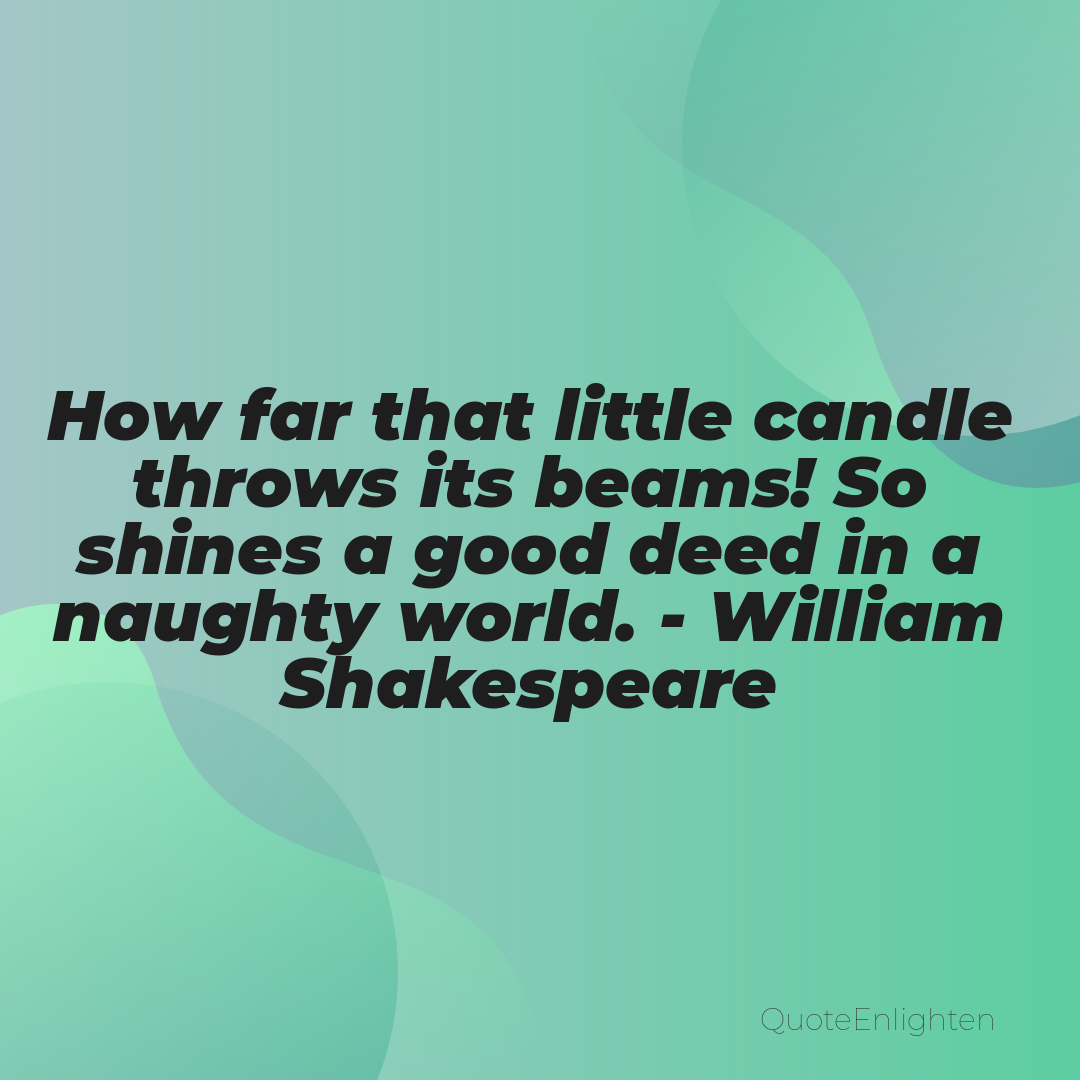 How far that little candle
throws its beams! So
shines a good deed in a
naughty world. - William
Shakespeare
QuoteEnlighten